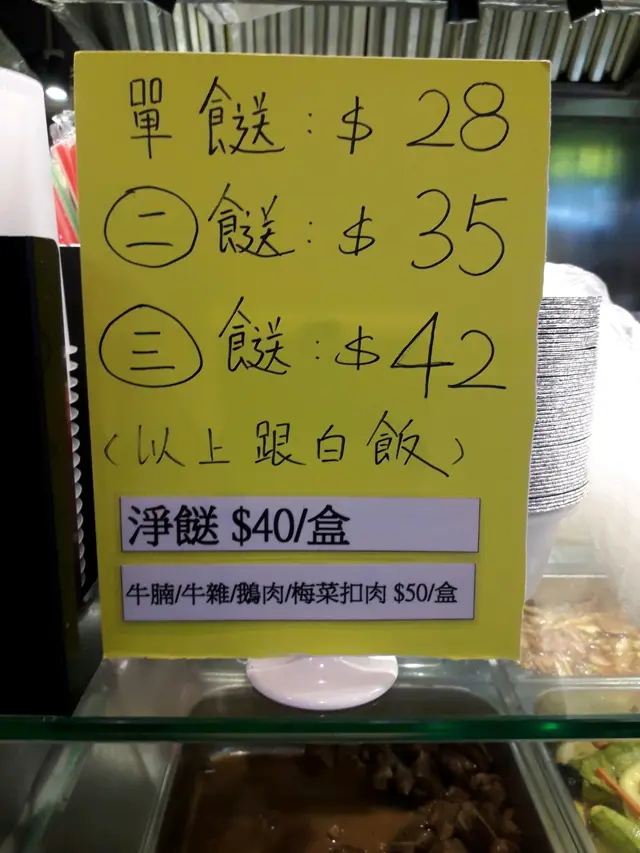 單餸：$ 28
二餸：$ 35
三餸：$ 42
（以上跟白飯）
淨餸 $40/盒
牛腩/牛雜/鵝肉/梅菜扣肉 $50/盒